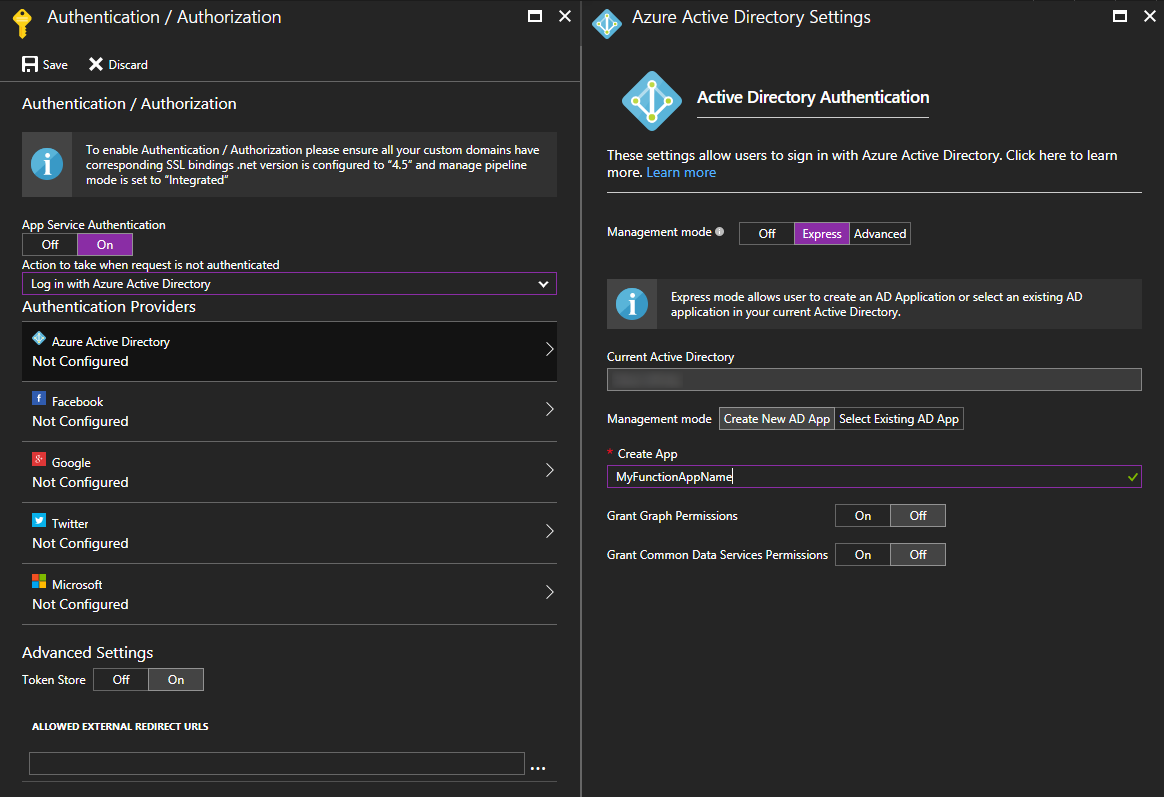 Authentication / Authorization
Save
Discard
Authentication / Authorization
To enable Authentication / Authorization please ensure all your custom domains have
corresponding SSL bindings .net version is configured to "4.5" and manage pipeline
mode is set to "Integrated"
App Service Authentication
Off
On
Action to take when request is not authenticated
Log in with Azure Active Directory
Authentication Providers
Azure Active Directory
Not Configured
Facebook
Not Configured
Google
Not Configured
Twitter
Not Configured
Microsoft
Not Configured
Advanced Settings
Token Store
Off
On
ALLOWED EXTERNAL REDIRECT URLS
...
Azure Active Directory Settings
Active Directory Authentication
These settings allow users to sign in with Azure Active Directory. Click here to learn
more. Learn more
Management mode
Off
Express
Advanced
Express mode allows user to create an AD Application or select an existing AD
application in your current Active Directory.
Current Active Directory
Management mode
Create New AD App
Select Existing AD App
* Create App
MyFunctionAppName
Grant Graph Permissions
On
Off
Grant Common Data Services Permissions
On
Off